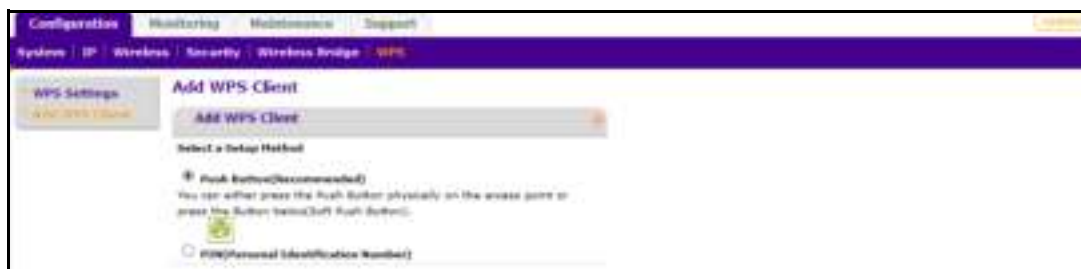 Configuration Monitoring Maintenance Support
System IP Wireless Security Wireless Bridge WPS
WPS Settings
Add WPS Client
Add WPS Client
Add WPS Client
Select a Setup Method
Push Button(Recommended)
You can either press the Push Button physically on the access point or
press the Button below(Soft Push Button).
PIN(Personal Identification Number)